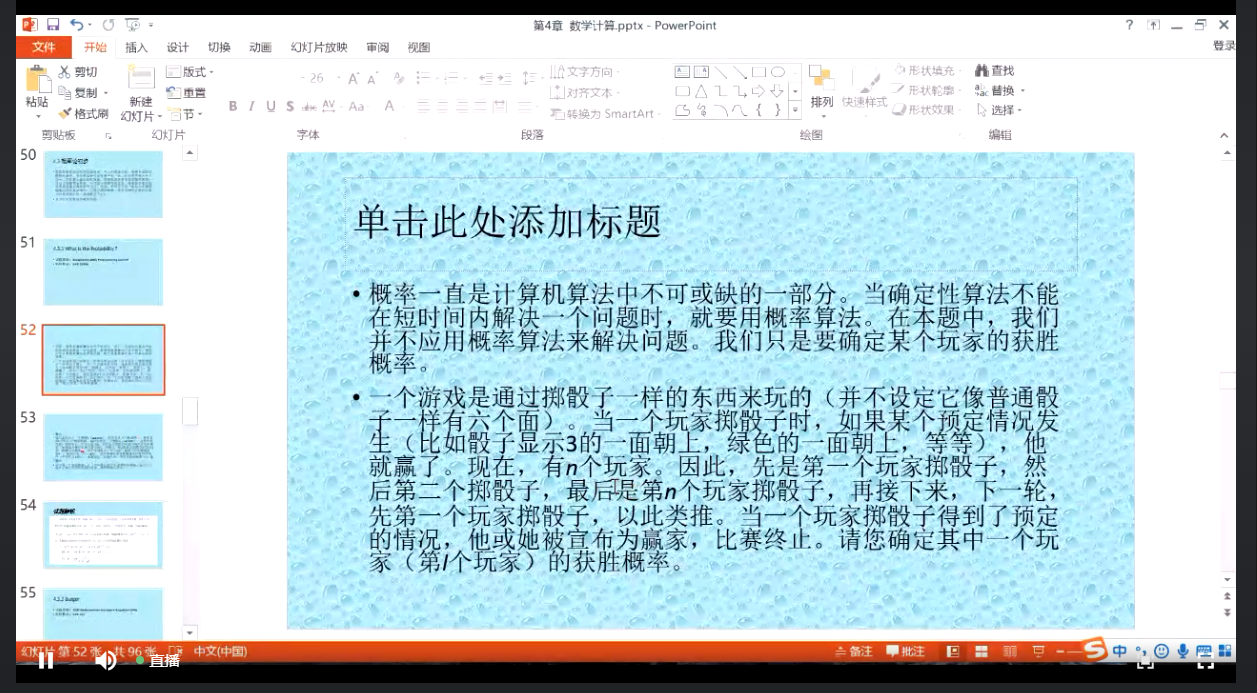 第4章 数学计算.pptx - PowerPoint
文件 开始 插入 设计 切换 动画 幻灯片放映 审阅 视图 登录
剪切
复制
格式刷
粘贴
剪贴板
新建
幻灯片
版式
重置
节
幻灯片
26
B I U S abc AV Aa A
字体
文字方向
对齐文本
转换为 SmartArt
段落
排列
快速样式
形状填充
形状轮廓
形状效果
绘图
查找
替换
选择
编辑
50
51
4.5.1 What is the Probability?
52
53
54
55
单击此处添加标题
• 概率一直是计算机算法中不可或缺的一部分。当确定性算法不能
在短时间内解决一个问题时，就要用概率算法。在本题中，我们
并不应用概率算法来解决问题。我们只是要确定某个玩家的获胜
概率。
• 一个游戏是通过掷骰子一样的东西来玩的（并不设定它像普通骰
子一样有六个面）。当一个玩家掷骰子时，如果某个预定情况发
生（比如骰子显示3的一面朝上，绿色的一面朝上，等等），他
就赢了。现在，有n个玩家。因此，先是第一个玩家掷骰子，然
后第二个掷骰子，最后是第n个玩家掷骰子，再接下来，下一轮，
先第一个玩家掷骰子，以此类推。当一个玩家掷骰子得到了预定
的情况，他或她被宣布为赢家，比赛终止。请您确定其中一个玩
家（第I个玩家）的获胜概率。
幻灯片 第 52 张，共 96 张 中文(中国) 备注 批注 中
直播